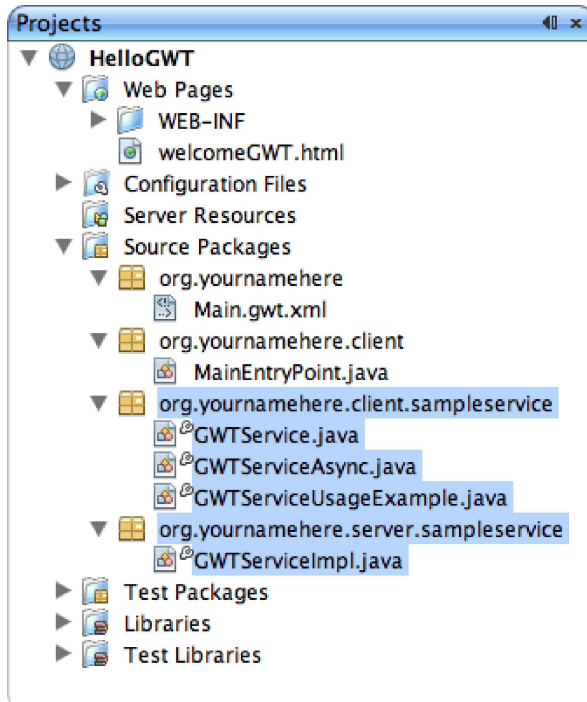 Projects
HelloGWT
Web Pages
WEB-INF
welcomeGWT.html
Configuration Files
Server Resources
Source Packages
org.yournamehere
Main.gwt.xml
org.yournamehere.client
MainEntryPoint.java
org.yournamehere.client.sampleservice
GWTService.java
GWTServiceAsync.java
GWTServiceUsageExample.java
org.yournamehere.server.sampleservice
GWTServiceImpl.java
Test Packages
Libraries
Test Libraries